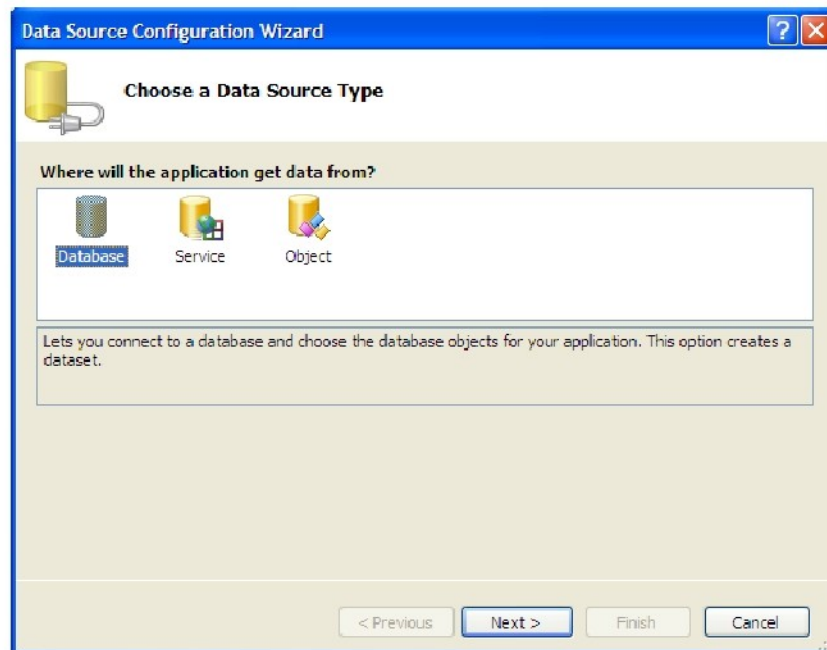 Data Source Configuration Wizard
?
Choose a Data Source Type
Where will the application get data from?
Database Service Object
Lets you connect to a database and choose the database objects for your application. This option creates a
dataset.
< Previous Next > Finish Cancel